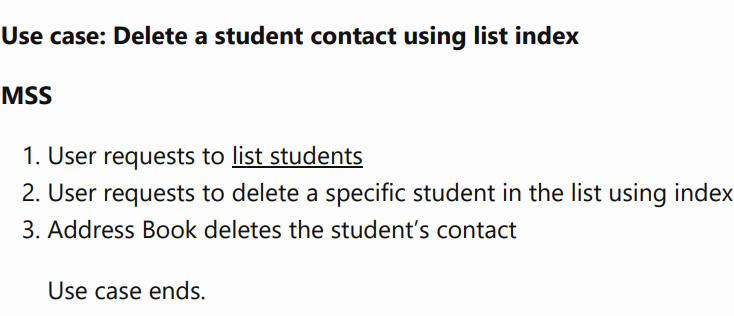 Use case: Delete a student contact using list index
MSS
1. User requests to list students
2. User requests to delete a specific student in the list using index
3. Address Book deletes the student’s contact
Use case ends.